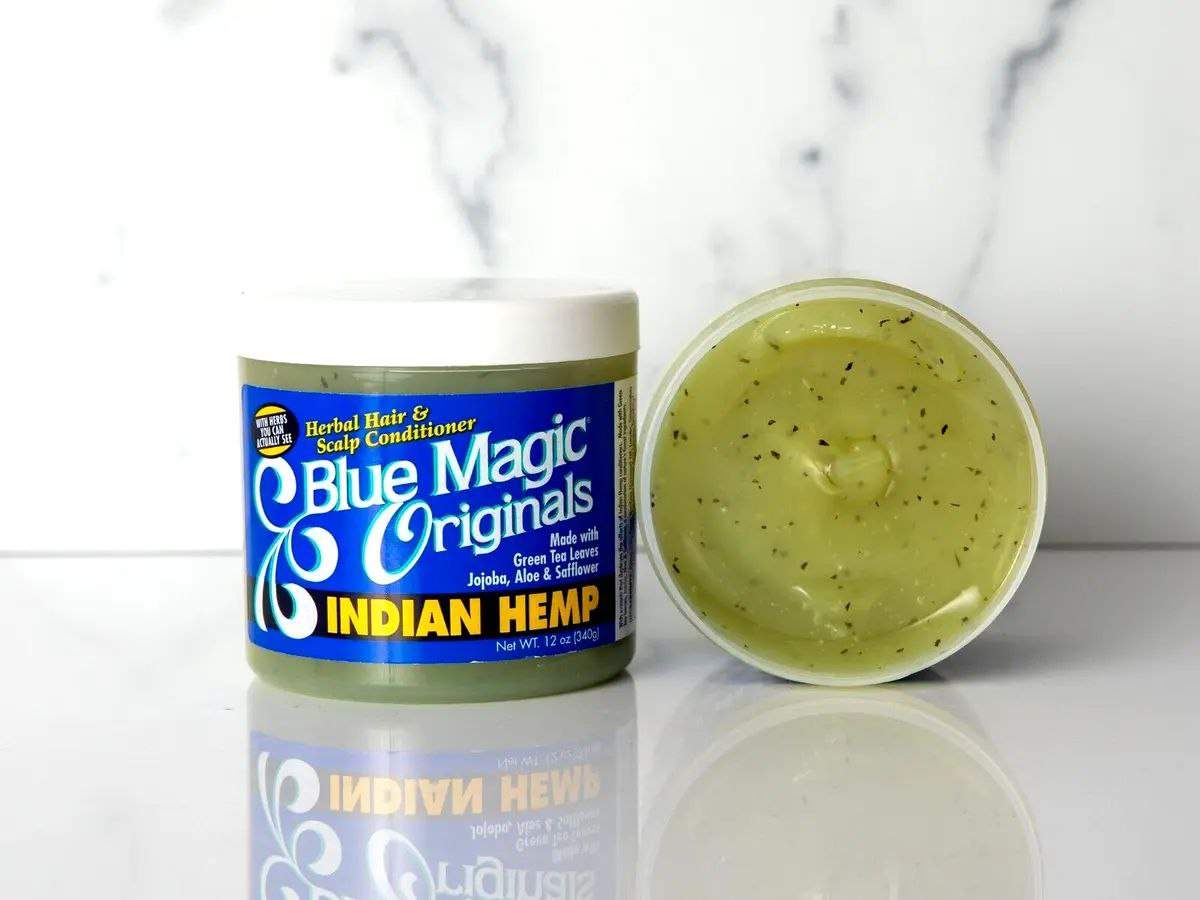 WITH HERBS
YOU CAN
ACTUALLY SEE
Herbal Hair &
Scalp Conditioner
Blue Magic
Originals
Made with
Green Tea Leaves
Jojoba, Aloe & Safflower
INDIAN HEMP
Net WT. 12 oz (340g)